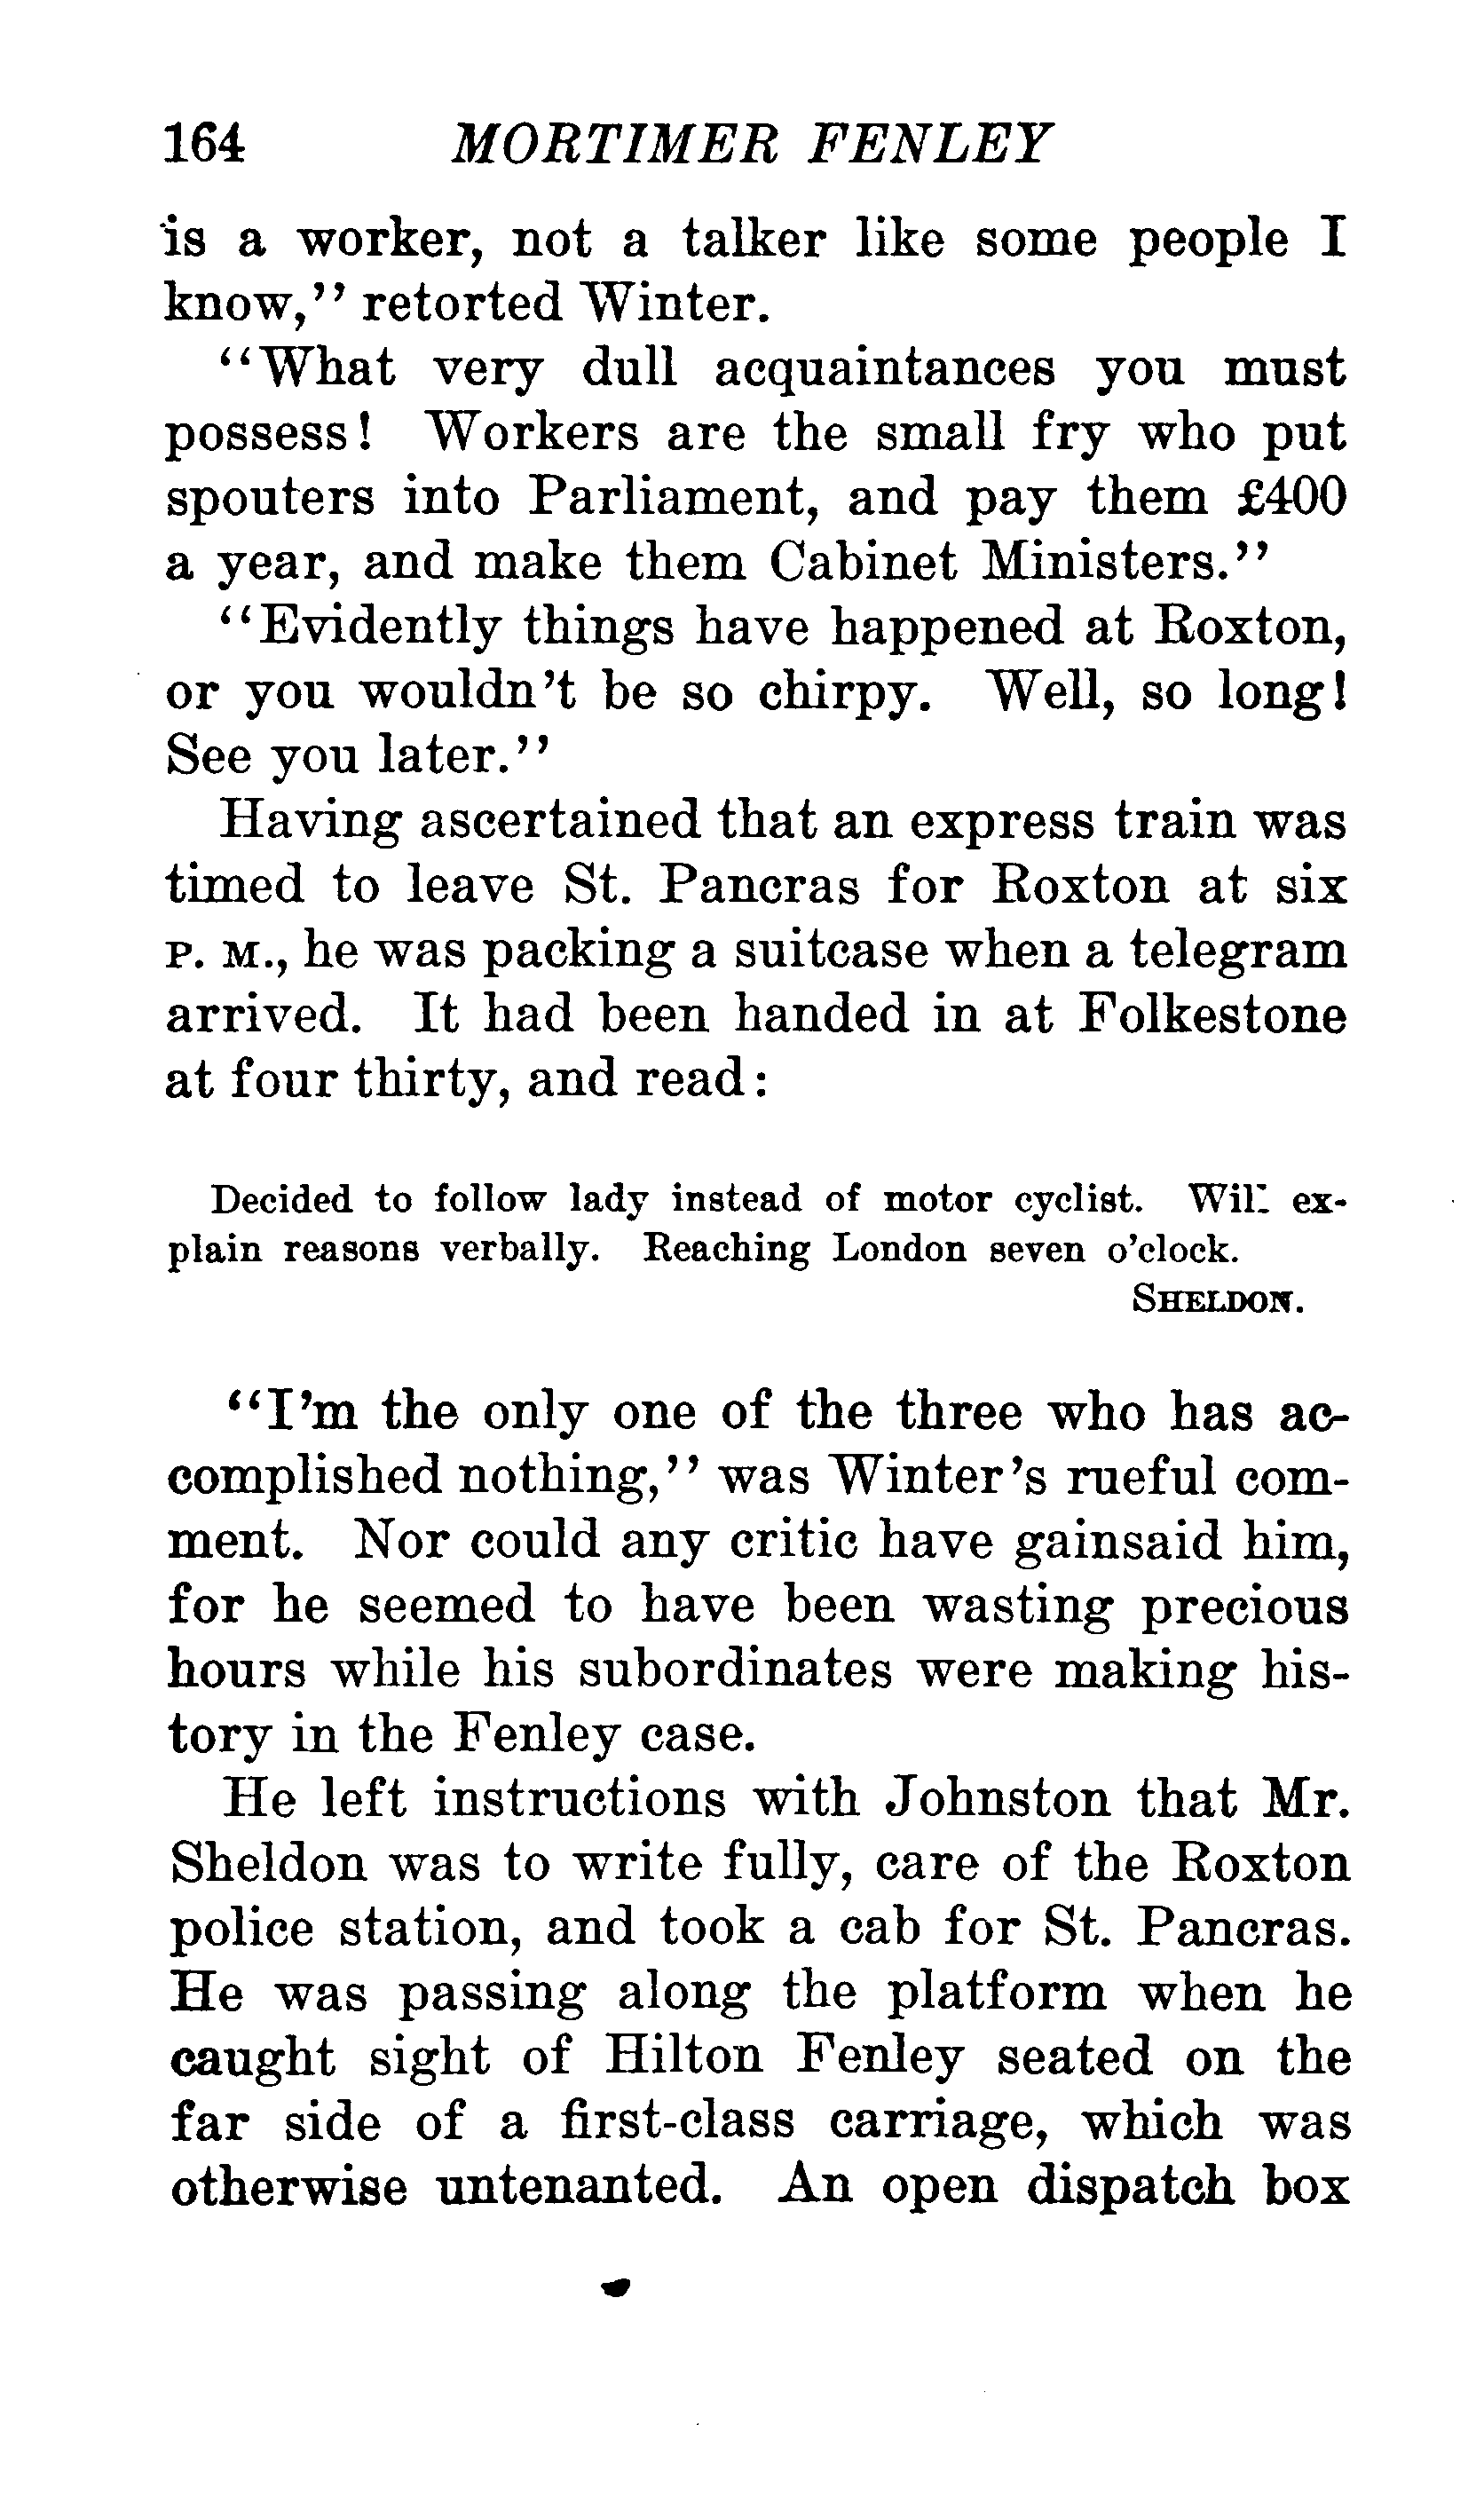 164 MORTIMER FENLEY
is a worker, not a talker like some people I
know,'' retorted Winter.
''What very dull acquaintances you must
possess! Workers are the small fry who put
spouters into Parliament, and pay them £400
a year, and make them Cabinet Ministers.''
''Evidently things have happened at Roxton,
or you wouldn't be so chirpy. Well, so long!
See you later.''
Having ascertained that an express train was
timed to leave St. Pancras for Roxton at six
P. M., he was packing a suitcase when a telegram
arrived. It had been handed in at Folkestone
at four thirty, and read:
Decided to follow lady instead of motor cyclist. Will ex-
plain reasons verbally. Reaching London seven o'clock.
SHELDON.
''I'm the only one of the three who has ac-
complished nothing,'' was Winter's rueful com-
ment. Nor could any critic have gainsaid him,
for he seemed to have been wasting precious
hours while his subordinates were making his-
tory in the Fenley case.
He left instructions with Johnston that Mr.
Sheldon was to write fully, care of the Roxton
police station, and took a cab for St. Pancras.
He was passing along the platform when he
caught sight of Hilton Fenley seated on the
far side of a first-class carriage, which was
otherwise untenanted. An open dispatch box